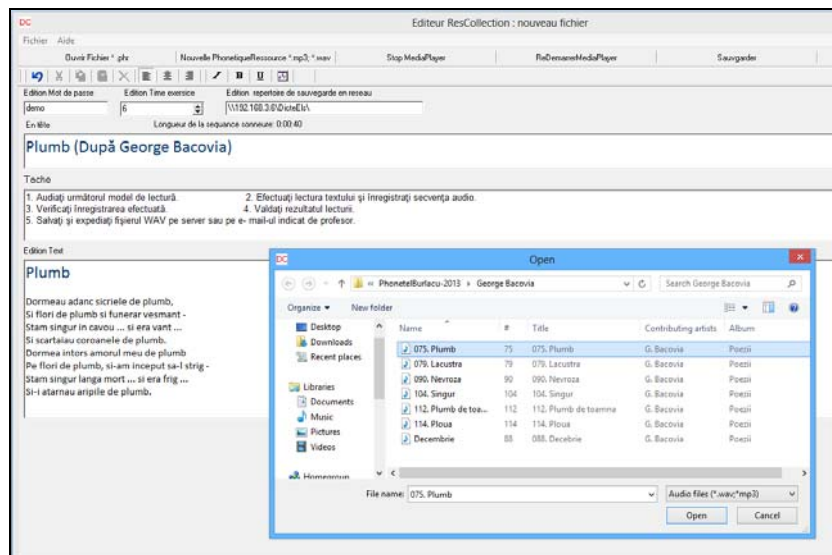 DC Editeur ResCollection : nouveau fichier
Fichier Aide
Ouvrir Fichier *.phr Nouvelle PhonetiqueRessource *.mp3; *.wav Stop MediaPlayer ReDemarrerMediaPlayer Sauvgarder
B U
Edition Mot de passe Edition Time exersice Edition repertoire de sauvegarde en reseau
demo 6 \\192.168.3.6\DicteEls\
En tête Longueur de la sequance sonneure: 0:00:40
Plumb (După George Bacovia)
Tache
1. Audiați următorul model de lectură. 2. Efectuați lectura textului și înregistrați secvența audio.
3. Verificați înregistrarea efectuată. 4. Valdați rezultatul lecturii.
5. Salvați și expediați fișierul WAV pe server sau pe e- mail-ul indicat de profesor.
Edition Text
Plumb
Dormeau adanc sicriele de plumb,
Si flori de plumb si funerar vesmant -
Stam singur in cavou ... si era vant ...
Si scartaiau coroanele de plumb.
Dormea intors amorul meu de plumb
Pe flori de plumb, si-am inceput sa-l strig -
Stam singur langa mort ... si era frig ...
Si-i atarnau aripile de plumb.
DC Open
« PhonetelBurlacu-2013 › George Bacovia Search George Bacovia
Organize New folder
Name # Title Contributing artists Album
Desktop
Downloads
Recent places
Libraries
Documents
Music
Pictures
Videos
Homegroup
075. Plumb 75 075. Plumb G. Bacovia Poezii
079. Lacustra 79 079. Lacustra G. Bacovia Poezii
090. Nevroza 90 090. Nevroza G. Bacovia Poezii
104. Singur 104 104. Singur G. Bacovia Poezii
112. Plumb de toa... 112 112. Plumb de toamna G. Bacovia Poezii
114. Ploua 114 114. Ploua G. Bacovia Poezii
Decembrie 88 088. Decebrie G. Bacovia Poezii
File name: 075. Plumb Audio files (*.wav;*mp3)
Open Cancel